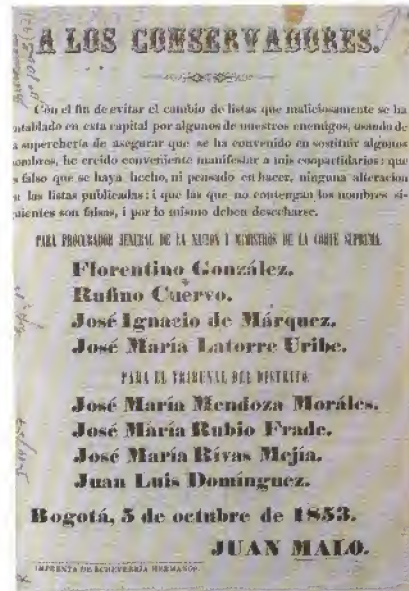 A LOS CONSERVADORES.
Con el fin de evitar el cambio de listas que maliciosamente se ha
entablado en esta capital por algunos de nuestros enemigos, usando de
a supercheria de asegurar que se ha convenido en sostituir algunos
nombres, he creido conveniente manifestar a mis copartidarios: que
s falso que se haya hecho, ni pensado en hacer, ninguna alteracion
n las listas publicadas: i que las que no contengan los nombres si-
uientes son falsas, i por lo mismo deben desecharse.
PARA PROCURADOR JENERAL DE LA NACION I MINISTROS DE LA CORTE SUPREMA.
Florentino González.
Rufino Cuervo.
José Ignacio de Márquez.
José María Latorre Uribe.
PARA EL TRIBUNAL DEL DISTRITO.
José María Mendoza Moráles.
José María Rubio Frade.
José María Rívas Mejía.
Juan Luis Domínguez.
Bogotá, 5 de octubre de 1853.
JUAN MALO.
IMPRENTA DE ECHEVERRÍA HERMANOS.